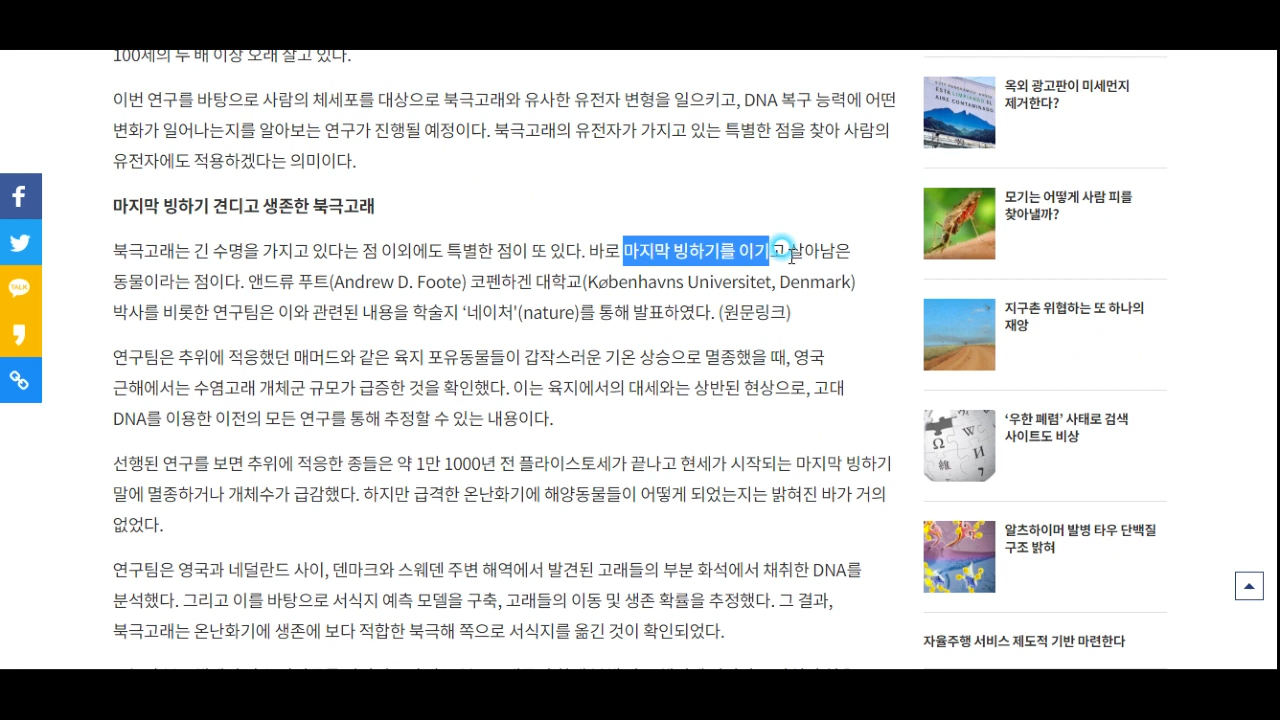 100세의 두 배 이상 오래 살고 있다.
이번 연구를 바탕으로 사람의 체세포를 대상으로 북극고래와 유사한 유전자 변형을 일으키고, DNA 복구 능력에 어떤
변화가 일어나는지를 알아보는 연구가 진행될 예정이다. 북극고래의 유전자가 가지고 있는 특별한 점을 찾아 사람의
유전자에도 적용하겠다는 의미이다.
마지막 빙하기 견디고 생존한 북극고래
북극고래는 긴 수명을 가지고 있다는 점 이외에도 특별한 점이 또 있다. 바로 마지막 빙하기를 이기고 살아남은
동물이라는 점이다. 앤드류 푸트(Andrew D. Foote) 코펜하겐 대학교(Københavns Universitet, Denmark)
박사를 비롯한 연구팀은 이와 관련된 내용을 학술지 ‘네이처'(nature)를 통해 발표하였다. (원문링크)
연구팀은 추위에 적응했던 매머드와 같은 육지 포유동물들이 갑작스러운 기온 상승으로 멸종했을 때, 영국
근해에서는 수염고래 개체군 규모가 급증한 것을 확인했다. 이는 육지에서의 대세와는 상반된 현상으로, 고대
DNA를 이용한 이전의 모든 연구를 통해 추정할 수 있는 내용이다.
선행된 연구를 보면 추위에 적응한 종들은 약 1만 1000년 전 플라이스토세가 끝나고 현세가 시작되는 마지막 빙하기
말에 멸종하거나 개체수가 급감했다. 하지만 급격한 온난화기에 해양동물들이 어떻게 되었는지는 밝혀진 바가 거의
없었다.
연구팀은 영국과 네덜란드 사이, 덴마크와 스웨덴 주변 해역에서 발견된 고래들의 부분 화석에서 채취한 DNA를
분석했다. 그리고 이를 바탕으로 서식지 예측 모델을 구축, 고래들의 이동 및 생존 확률을 추정했다. 그 결과,
북극고래는 온난화기에 생존에 보다 적합한 북극해 쪽으로 서식지를 옮긴 것이 확인되었다.
TALK
ESTÁ LIMPIANDO EL
AIRE CONTAMINADO
옥외 광고판이 미세먼지
제거한다?
모기는 어떻게 사람 피를
찾아낼까?
지구촌 위협하는 또 하나의
재앙
‘우한 폐렴’ 사태로 검색
사이트도 비상
Ω W И 維 7
알츠하이머 발병 타우 단백질
구조 밝혀
자율주행 서비스 제도적 기반 마련한다